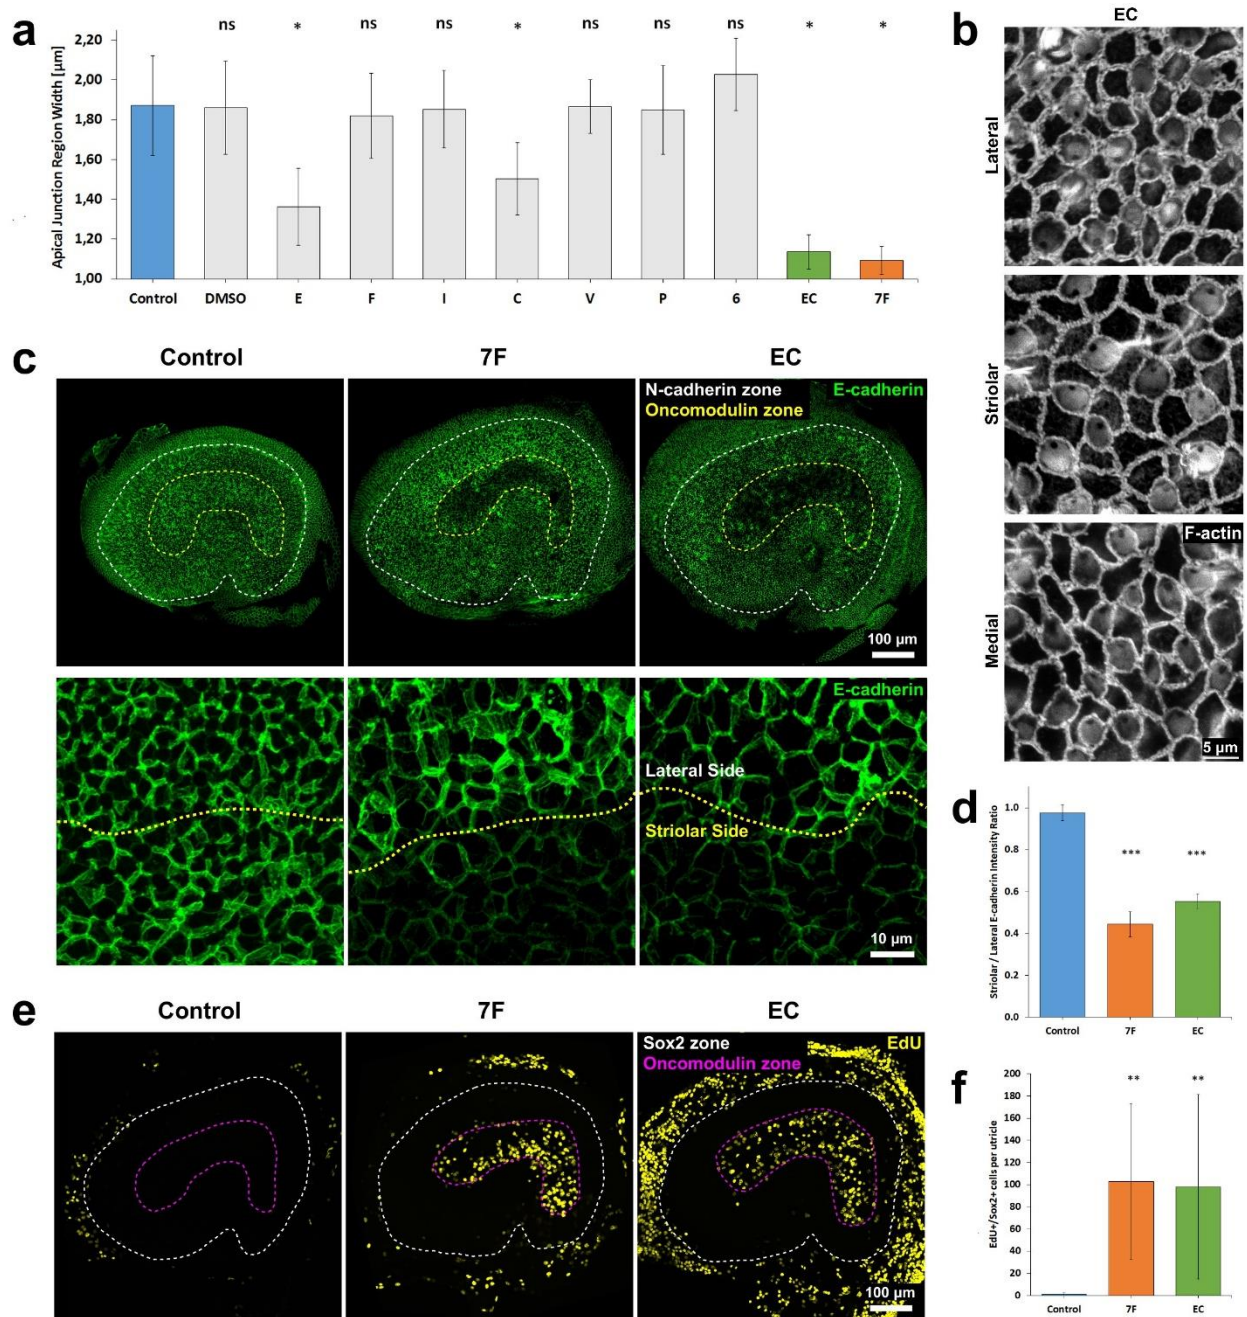 a
ns * ns ns * ns ns ns * *
Apical Junction Region Width [µm]
2,20
2,00
1,80
1,60
1,40
1,20
1,00
Control DMSO E F I C V P 6 EC 7F
b
EC
Lateral
Striolar
F-actin
Medial
5 µm
c
Control 7F EC
N-cadherin zone E-cadherin
Oncomodulin zone
100 µm
E-cadherin
Lateral Side
Striolar Side
10 µm
d
Striolar / Lateral E-cadherin Intensity Ratio
1.0
0.8
0.6
0.4
0.2
0.0
*** ***
Control 7F EC
e
Control 7F EC
Sox2 zone EdU
Oncomodulin zone
100 µm
f
EdU+/Sox2+ cells per utricle
200
180
160
140
120
100
80
60
40
20
0
** **
Control 7F EC